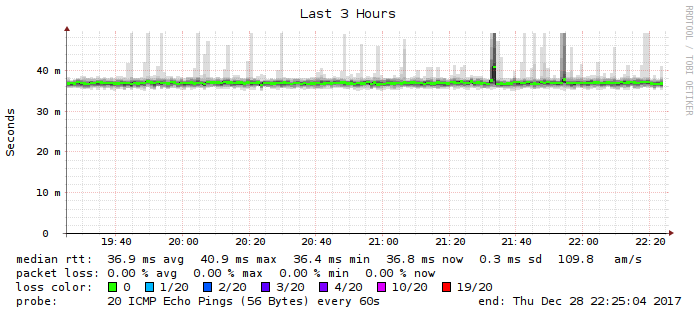 Last 3 Hours
RRDTOOL / TOBI OETIKER
Seconds
40 m
30 m
20 m
10 m
0
19:40 20:00 20:20 20:40 21:00 21:20 21:40 22:00 22:20
median rtt: 36.9 ms avg 40.9 ms max 36.4 ms min 36.8 ms now 0.3 ms sd 109.8 am/s
packet loss: 0.00 % avg 0.00 % max 0.00 % min 0.00 % now
loss color: 0 1/20 2/20 3/20 4/20 10/20 19/20
probe: 20 ICMP Echo Pings (56 Bytes) every 60s end: Thu Dec 28 22:25:04 2017